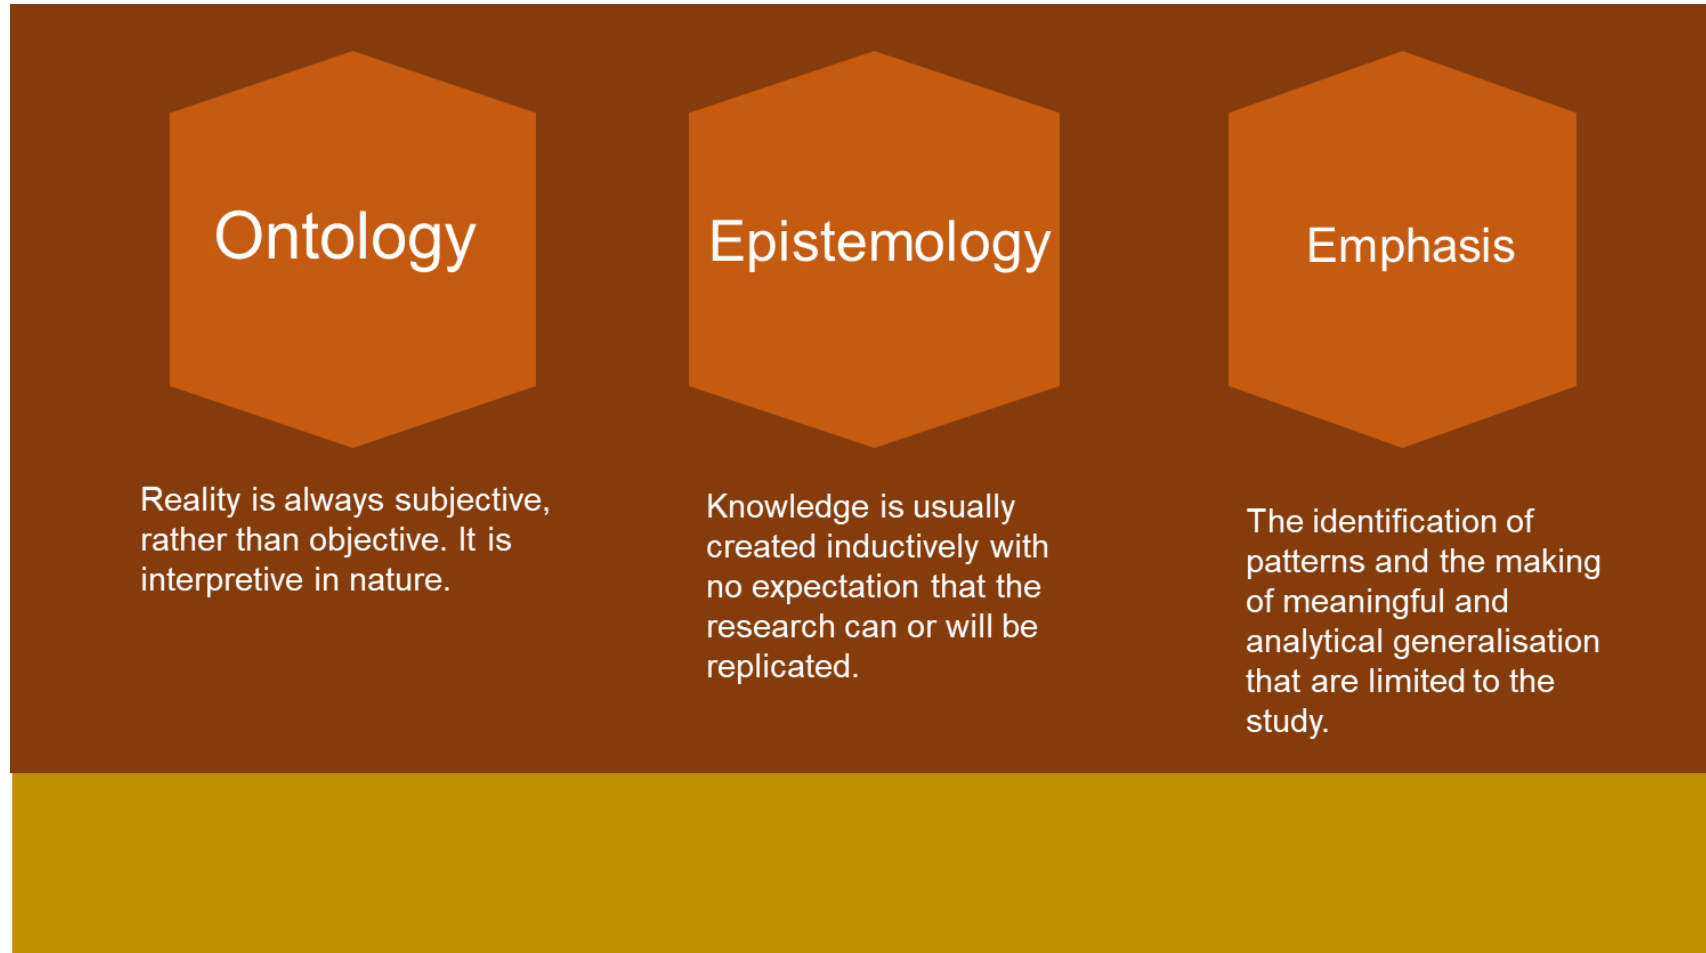 Ontology
Reality is always subjective,
rather than objective. It is
interpretive in nature.
Epistemology
Knowledge is usually
created inductively with
no expectation that the
research can or will be
replicated.
Emphasis
The identification of
patterns and the making
of meaningful and
analytical generalisation
that are limited to the
study.